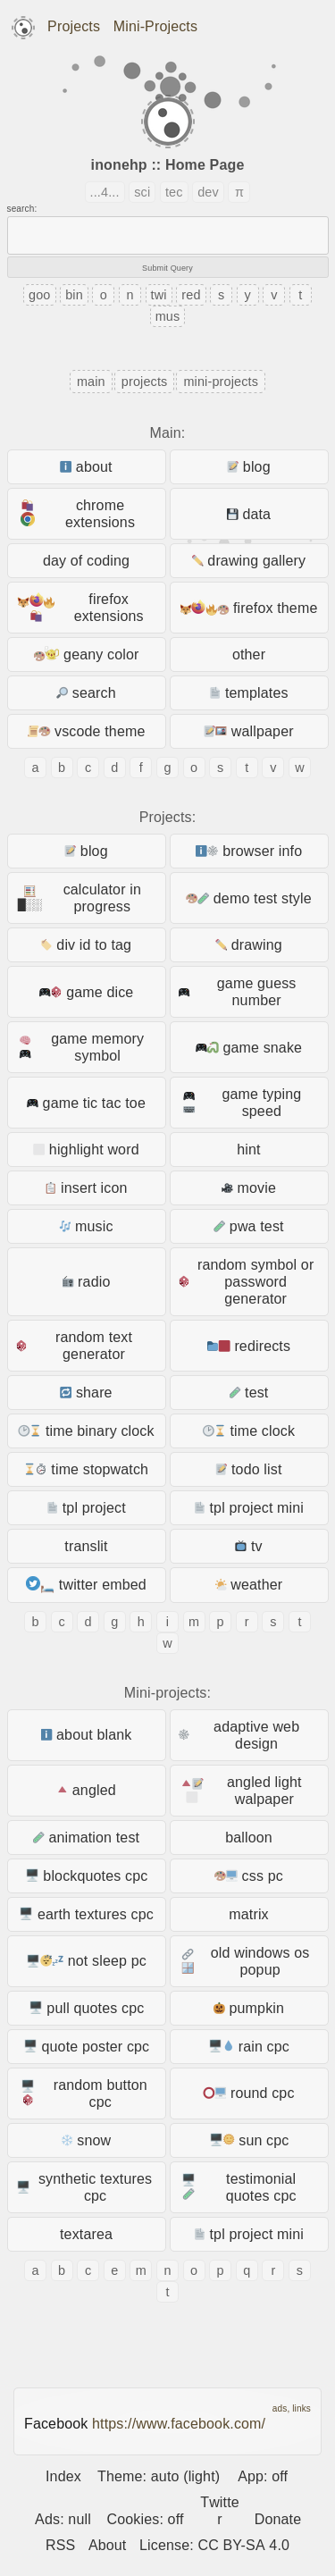 Projects Mini-Projects
inonehp :: Home Page
...4... sci tec dev π
search:
Submit Query
goo bin o n twi red s y v t
mus
main projects mini-projects
Main:
about
blog
chrome
extensions
data
day of coding
drawing gallery
firefox
extensions
firefox theme
geany color
other
search
templates
vscode theme
wallpaper
a b c d f g o s t v w
Projects:
blog
browser info
calculator in
progress
demo test style
div id to tag
drawing
game dice
game guess
number
game memory
symbol
game snake
game tic tac toe
game typing
speed
highlight word
hint
insert icon
movie
music
pwa test
radio
random symbol or
password
generator
random text
generator
redirects
share
test
time binary clock
time clock
time stopwatch
todo list
tpl project
tpl project mini
translit
tv
twitter embed
weather
b c d g h i m p r s t
w
Mini-projects:
about blank
adaptive web
design
angled
angled light
walpaper
animation test
balloon
blockquotes cpc
css pc
earth textures cpc
matrix
not sleep pc
old windows os
popup
pull quotes cpc
pumpkin
quote poster cpc
rain cpc
random button
cpc
round cpc
snow
sun cpc
synthetic textures
cpc
testimonial
quotes cpc
textarea
tpl project mini
a b c e m n o p q r s
t
ads, links
Facebook https://www.facebook.com/
Index Theme: auto (light) App: off
Ads: null Cookies: off Twitte
r Donate
RSS About License: CC BY-SA 4.0